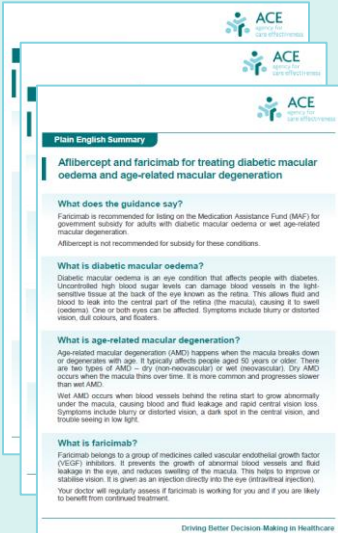 ACE
agency for
care effectiveness
ACE
agency for
care effectiveness
ACE
agency for
care effectiveness
Plain English Summary
Aflibercept and faricimab for treating diabetic macular
oedema and age-related macular degeneration
What does the guidance say?
Faricimab is recommended for listing on the Medication Assistance Fund (MAF) for
government subsidy for adults with diabetic macular oedema or wet age-related
macular degeneration.
Aflibercept is not recommended for subsidy for these conditions.
What is diabetic macular oedema?
Diabetic macular oedema is an eye condition that affects people with diabetes.
Uncontrolled high blood sugar levels can damage blood vessels in the light-
sensitive tissue at the back of the eye known as the retina. This allows fluid and
blood to leak into the central part of the retina (the macula), causing it to swell
(oedema). One or both eyes can be affected. Symptoms include blurry or distorted
vision, dull colours, and floaters.
What is age-related macular degeneration?
Age-related macular degeneration (AMD) happens when the macula breaks down
or degenerates with age. It typically affects people aged 50 years or older. There
are two types of AMD – dry (non-neovascular) or wet (neovascular). Dry AMD
occurs when the macula thins over time. It is more common and progresses slower
than wet AMD.
Wet AMD occurs when blood vessels behind the retina start to grow abnormally
under the macula, causing blood and fluid leakage and rapid central vision loss.
Symptoms include blurry or distorted vision, a dark spot in the central vision, and
trouble seeing in low light.
What is faricimab?
Faricimab belongs to a group of medicines called vascular endothelial growth factor
(VEGF) inhibitors. It prevents the growth of abnormal blood vessels and fluid
leakage in the eye, and reduces swelling of the macula. This helps to improve or
stabilise vision. It is given as an injection directly into the eye (intravitreal injection).
Your doctor will regularly assess if faricimab is working for you and if you are likely
to benefit from continued treatment.
Driving Better Decision-Making in Healthcare